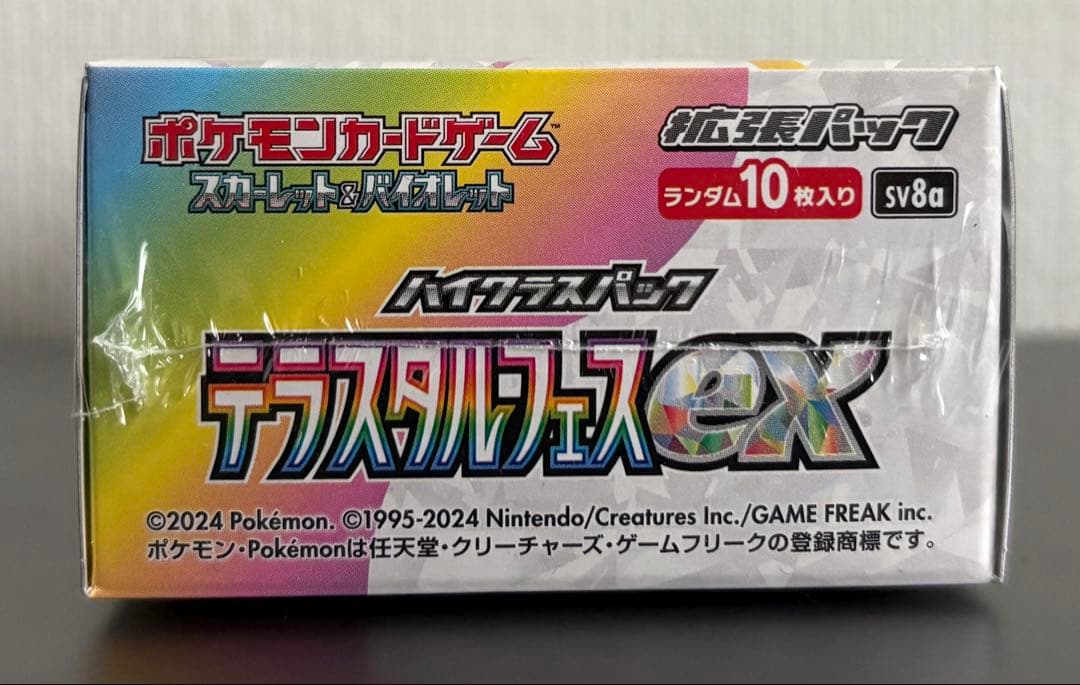 ポケモンカードゲーム™
スカーレット&バイオレット
拡張パック
ランダム10枚入り sv8a
ハイクラスパック
テラスタルフェスex
©2024 Pokémon. ©1995-2024 Nintendo/Creatures Inc./GAME FREAK inc.
ポケモン・Pokémonは任天堂・クリーチャーズ・ゲームフリークの登録商標です。